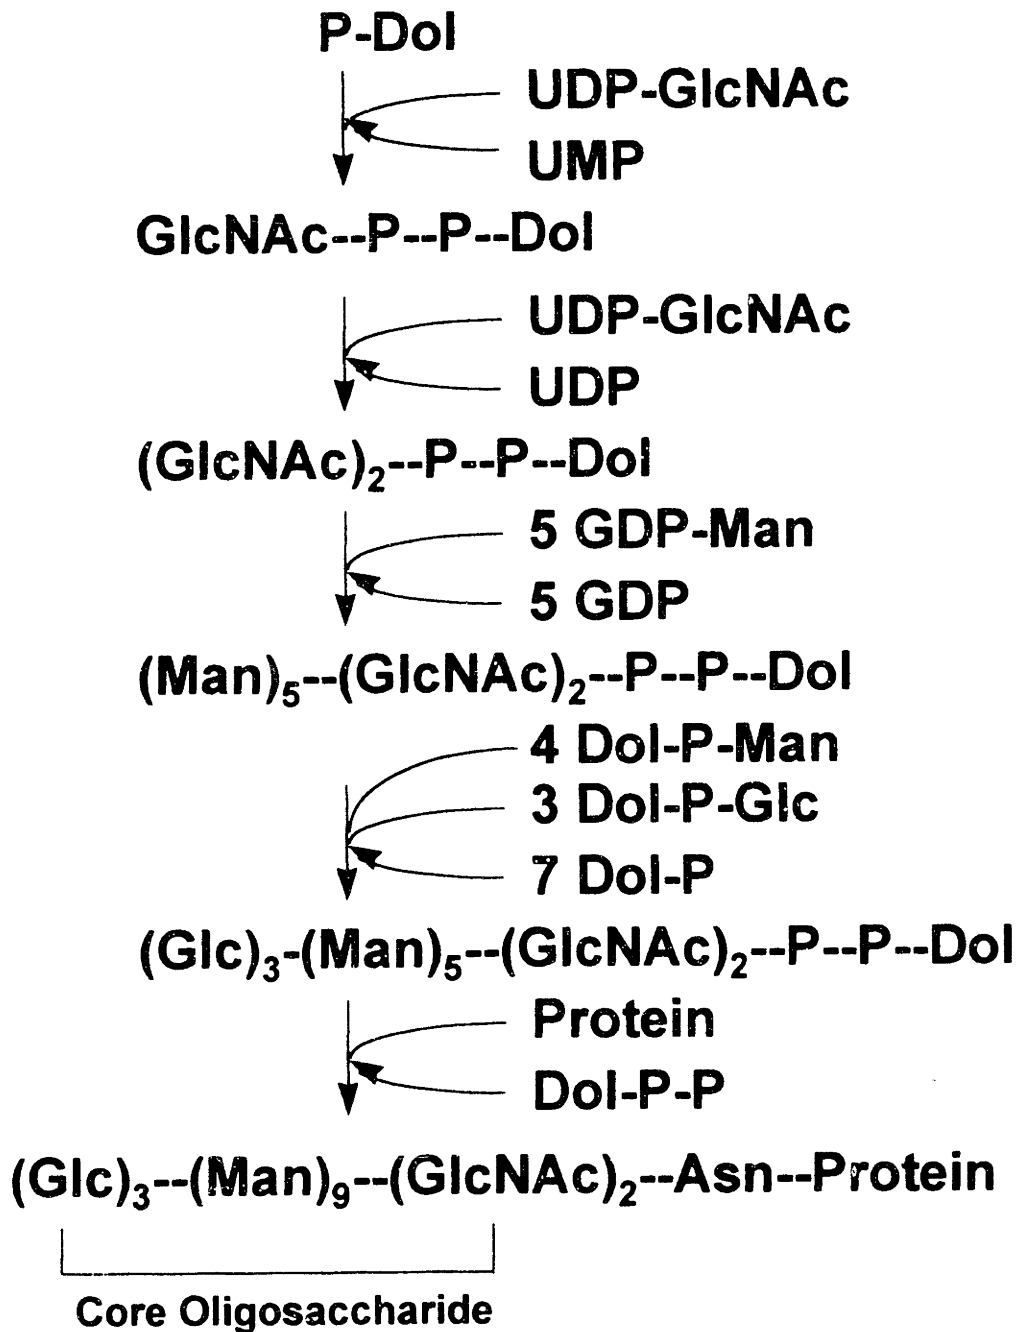 P-Dol
UDP-GlcNAc
UMP
GlcNAc--P--P--Dol
UDP-GlcNAc
UDP
(GlcNAc)₂--P--P--Dol
5 GDP-Man
5 GDP
(Man)₅--(GlcNAc)₂--P--P--Dol
4 Dol-P-Man
3 Dol-P-Glc
7 Dol-P
(Glc)₃-(Man)₅--(GlcNAc)₂--P--P--Dol
Protein
Dol-P-P
(Glc)₃--(Man)₉--(GlcNAc)₂--Asn--Protein
Core Oligosaccharide